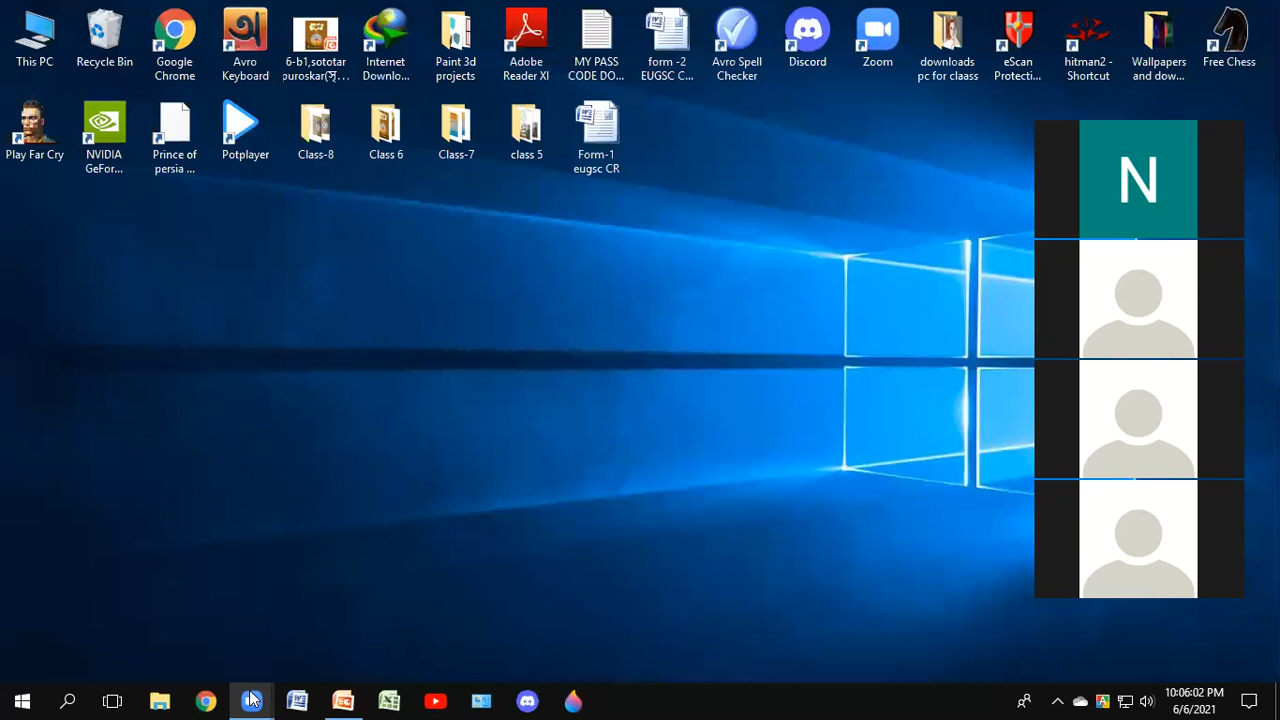 This PC
Recycle Bin
Google
Chrome
Avro
Keyboard
6-b1,sototar
puroskar(স্...
Internet
Downlo...
Paint 3d
projects
Adobe
Reader XI
MY PASS
CODE DO...
form -2
EUGSC C...
Avro Spell
Checker
Discord
Zoom
downloads
pc for claass
eScan
Protecti...
hitman2 -
Shortcut
Wallpapers
and dow...
Free Chess
Play Far Cry
NVIDIA
GeFor...
Prince of
persia ...
Potplayer
Class-8
Class 6
Class-7
class 5
Form-1
eugsc CR
N
10:06:02 PM
6/6/2021